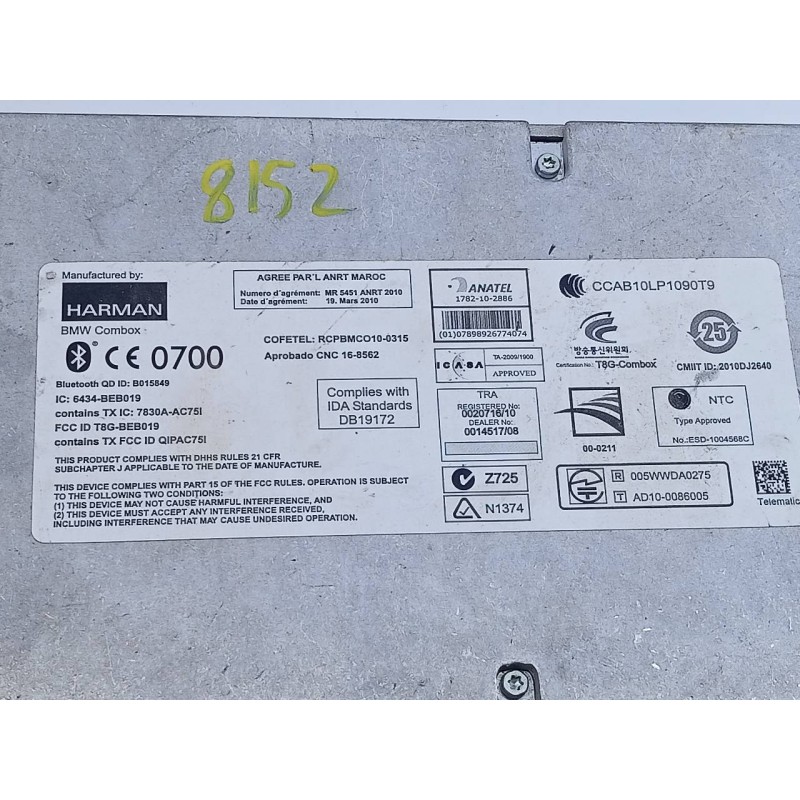 8152
Manufactured by:
HARMAN
BMW Combox
CE 0700
Bluetooth QD ID: B015849
IC: 6434-BEB019
contains TX IC: 7830A-AC75I
FCC ID T8G-BEB019
contains TX FCC ID QIPAC75I
THIS PRODUCT COMPLIES WITH DHHS RULES 21 CFR
SUBCHAPTER J APPLICABLE TO THE DATE OF MANUFACTURE.
THIS DEVICE COMPLIES WITH PART 15 OF THE FCC RULES. OPERATION IS SUBJECT
TO THE FOLLOWING TWO CONDITIONS:
(1) THIS DEVICE MAY NOT CAUSE HARMFUL INTERFERENCE, AND
(2) THIS DEVICE MUST ACCEPT ANY INTERFERENCE RECEIVED,
INCLUDING INTERFERENCE THAT MAY CAUSE UNDESIRED OPERATION.
AGREE PAR'L ANRT MAROC
Numero d'agrément: MR 5451 ANRT 2010
Date d'agrément: 19. Mars 2010
COFETEL: RCPBMCO10-0315
Aprobado CNC 16-8562
Complies with
IDA Standards
DB19172
ANATEL
1782-10-2886
(01)07898926774074
ICASA
TA-2009/1900
APPROVED
TRA
REGISTERED No:
0020716/10
DEALER No:
0014517/08
Z725
N1374
CCAB10LP1090T9
방송통신위원회
Certification No.: T8G-Combox
25
CMIIT ID: 2010DJ2640
00-0211
NTC
Type Approved
No.:ESD-1004568C
R 005WWDA0275
T AD10-0086005
Telematic